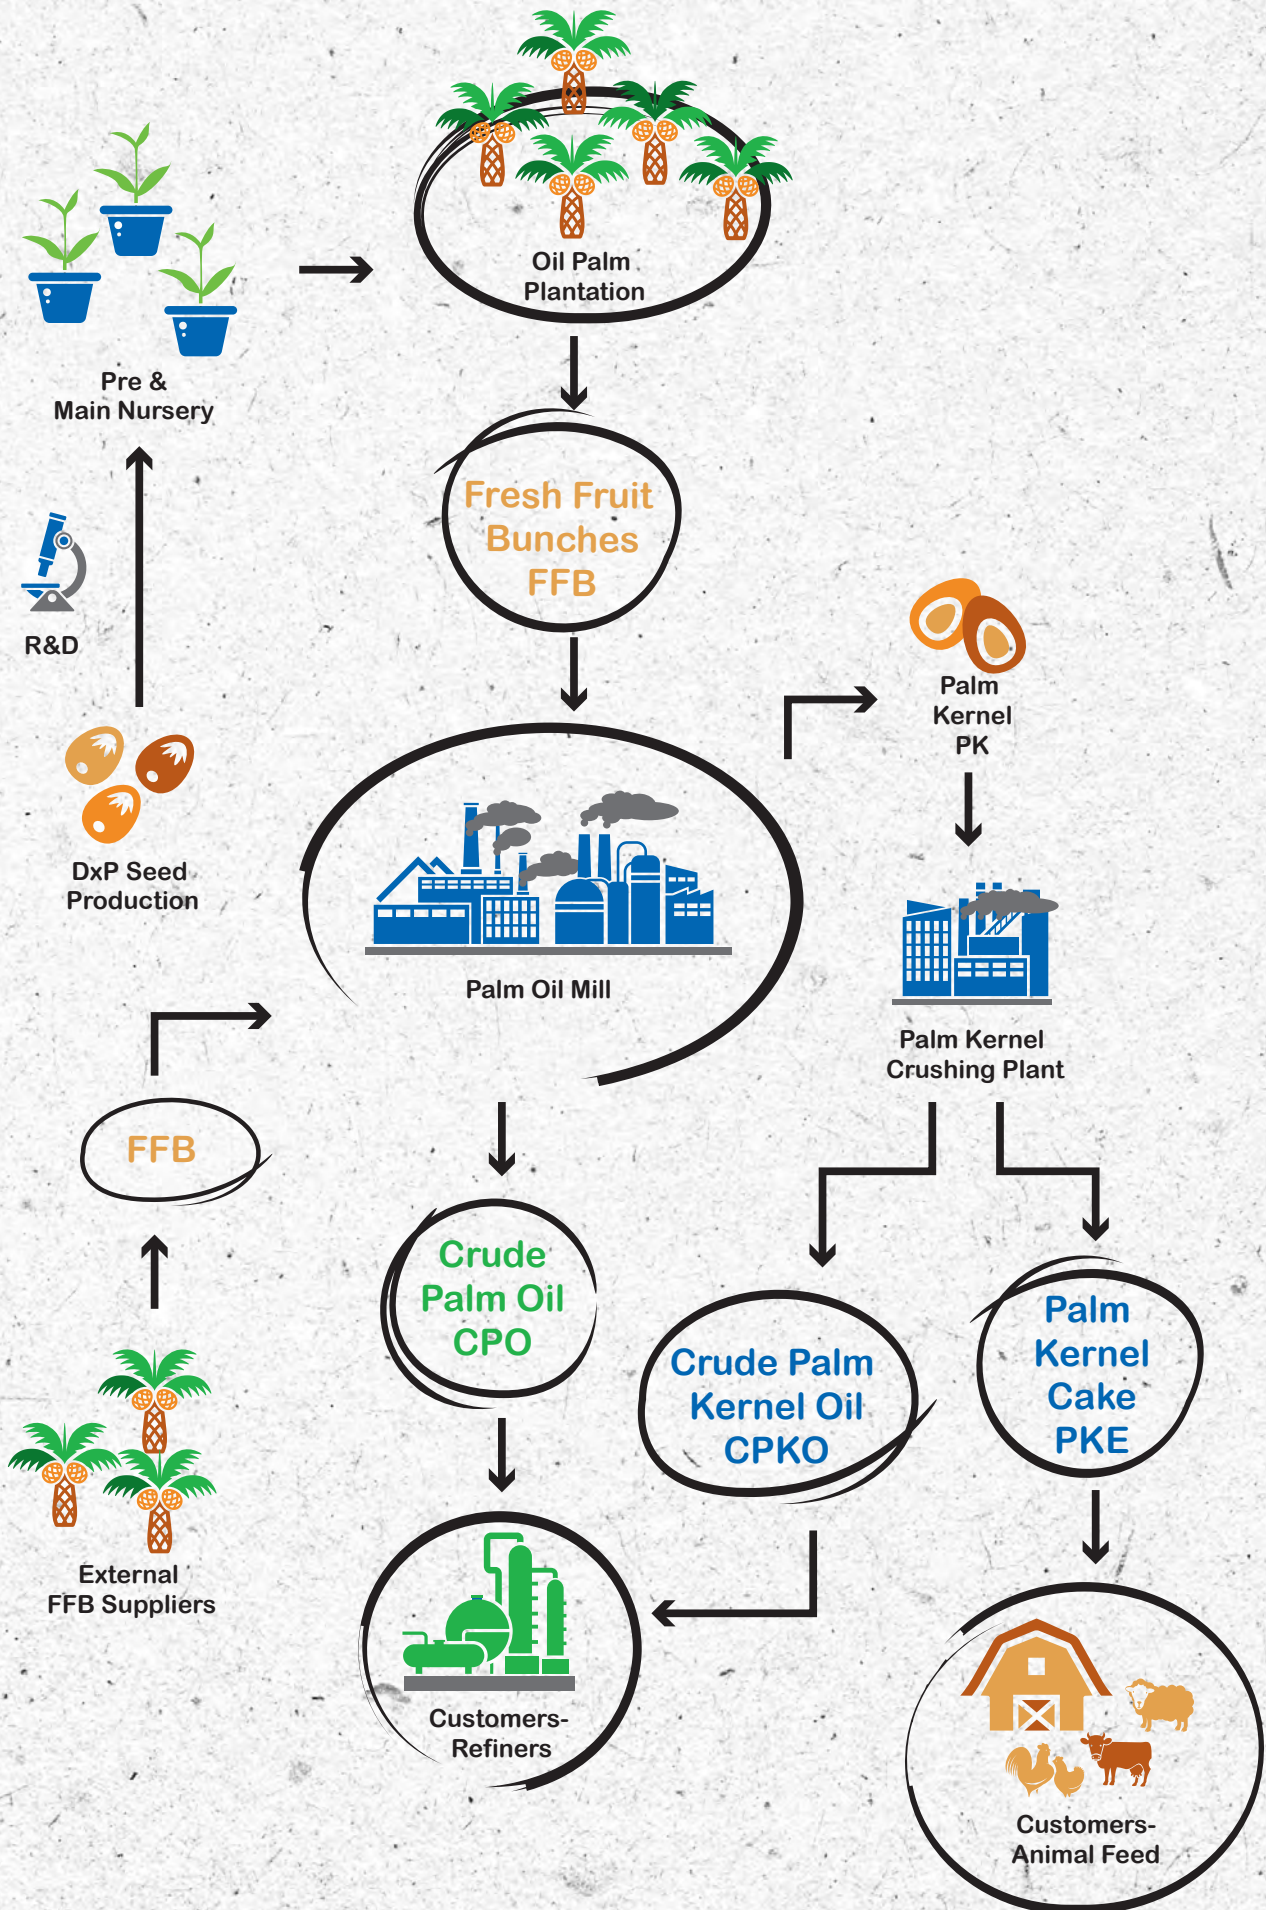 Oil Palm
Plantation
Pre &
Main Nursery
Fresh Fruit
Bunches
FFB
R&D
Palm
Kernel
PK
DxP Seed
Production
Palm Oil Mill
Palm Kernel
Crushing Plant
FFB
Crude
Palm Oil
CPO
Crude Palm
Kernel Oil
CPKO
Palm
Kernel
Cake
PKE
External
FFB Suppliers
Customers-
Refiners
Customers-
Animal Feed